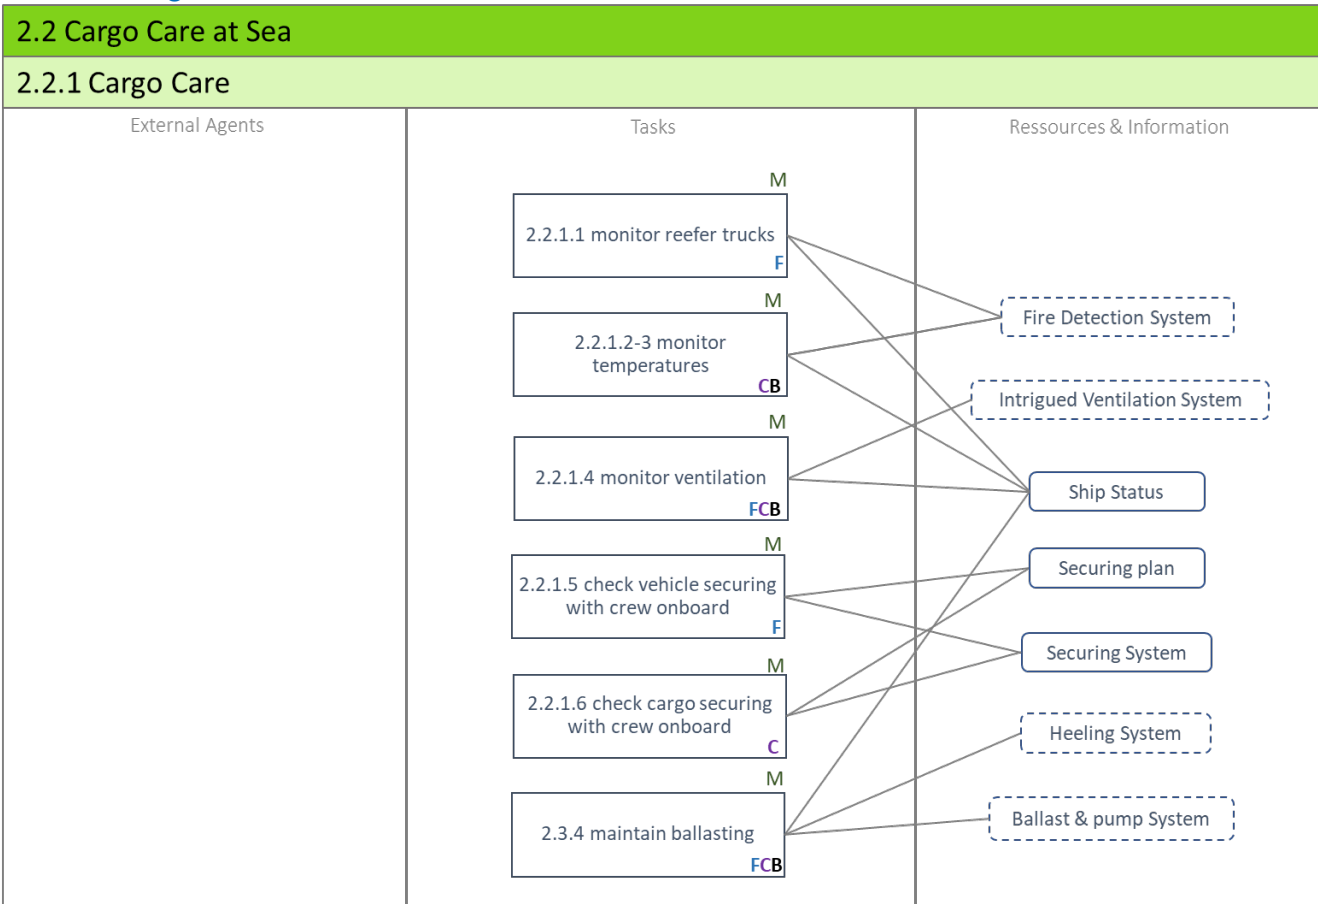 2.2 Cargo Care at Sea
2.2.1 Cargo Care
External Agents
Tasks
Ressources & Information
M
2.2.1.1 monitor reefer trucks
F
M
2.2.1.2-3 monitor
temperatures
CB
M
2.2.1.4 monitor ventilation
FCB
M
2.2.1.5 check vehicle securing
with crew onboard
F
M
2.2.1.6 check cargo securing
with crew onboard
C
M
2.3.4 maintain ballasting
FCB
Fire Detection System
Intrigued Ventilation System
Ship Status
Securing plan
Securing System
Heeling System
Ballast & pump System